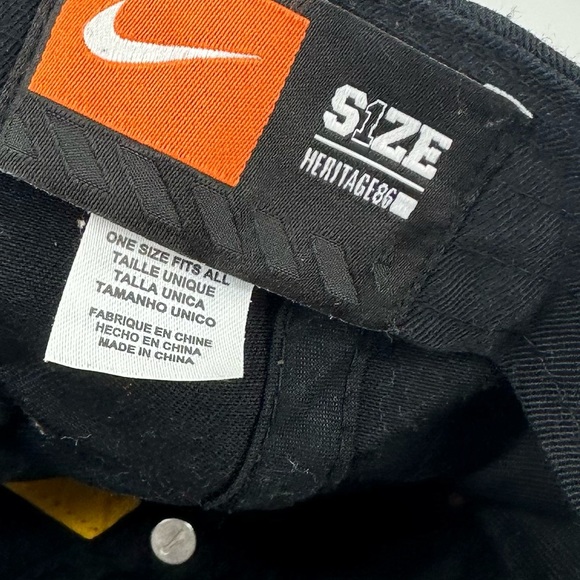 S1ZE
HERITAGE86
ONE SIZE FITS ALL
TAILLE UNIQUE
TALLA UNICA
TAMANHO UNICO
FABRIQUE EN CHINE
HECHO EN CHINA
MADE IN CHINA